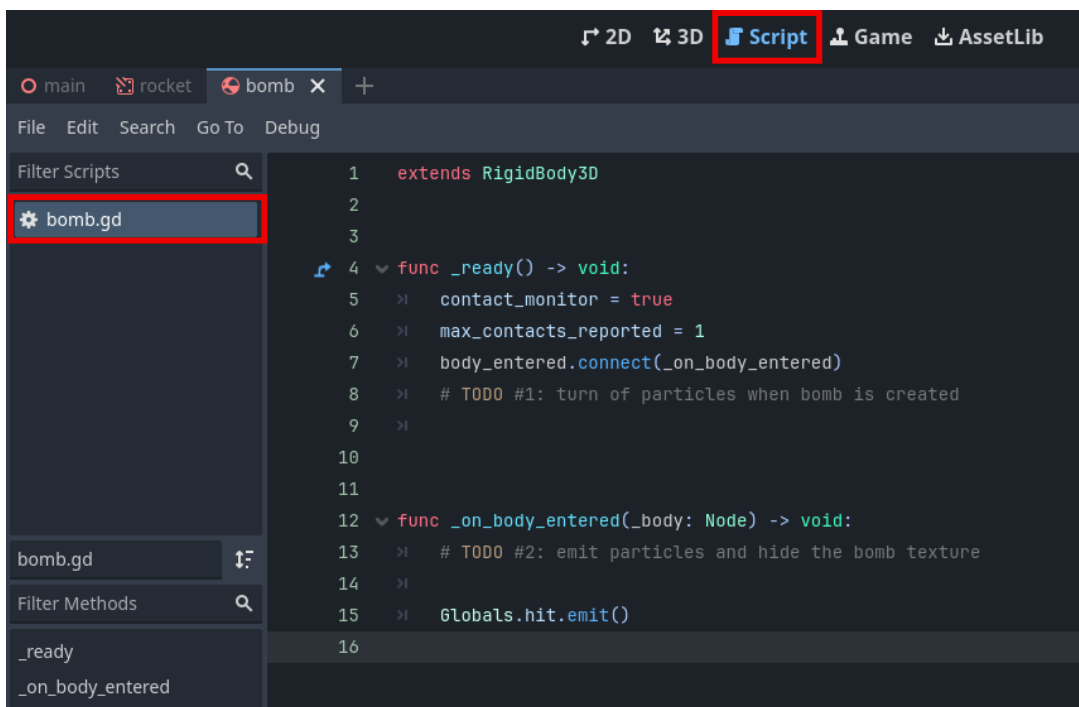 2D 3D Script Game AssetLib
main rocket bomb
File Edit Search Go To Debug
Filter Scripts
bomb.gd
bomb.gd
Filter Methods
_ready
_on_body_entered
1 extends RigidBody3D
2
3
4 func _ready() -> void:
5 contact_monitor = true
6 max_contacts_reported = 1
7 body_entered.connect(_on_body_entered)
8 # TODO #1: turn of particles when bomb is created
9
10
11
12 func _on_body_entered(_body: Node) -> void:
13 # TODO #2: emit particles and hide the bomb texture
14
15 Globals.hit.emit()
16